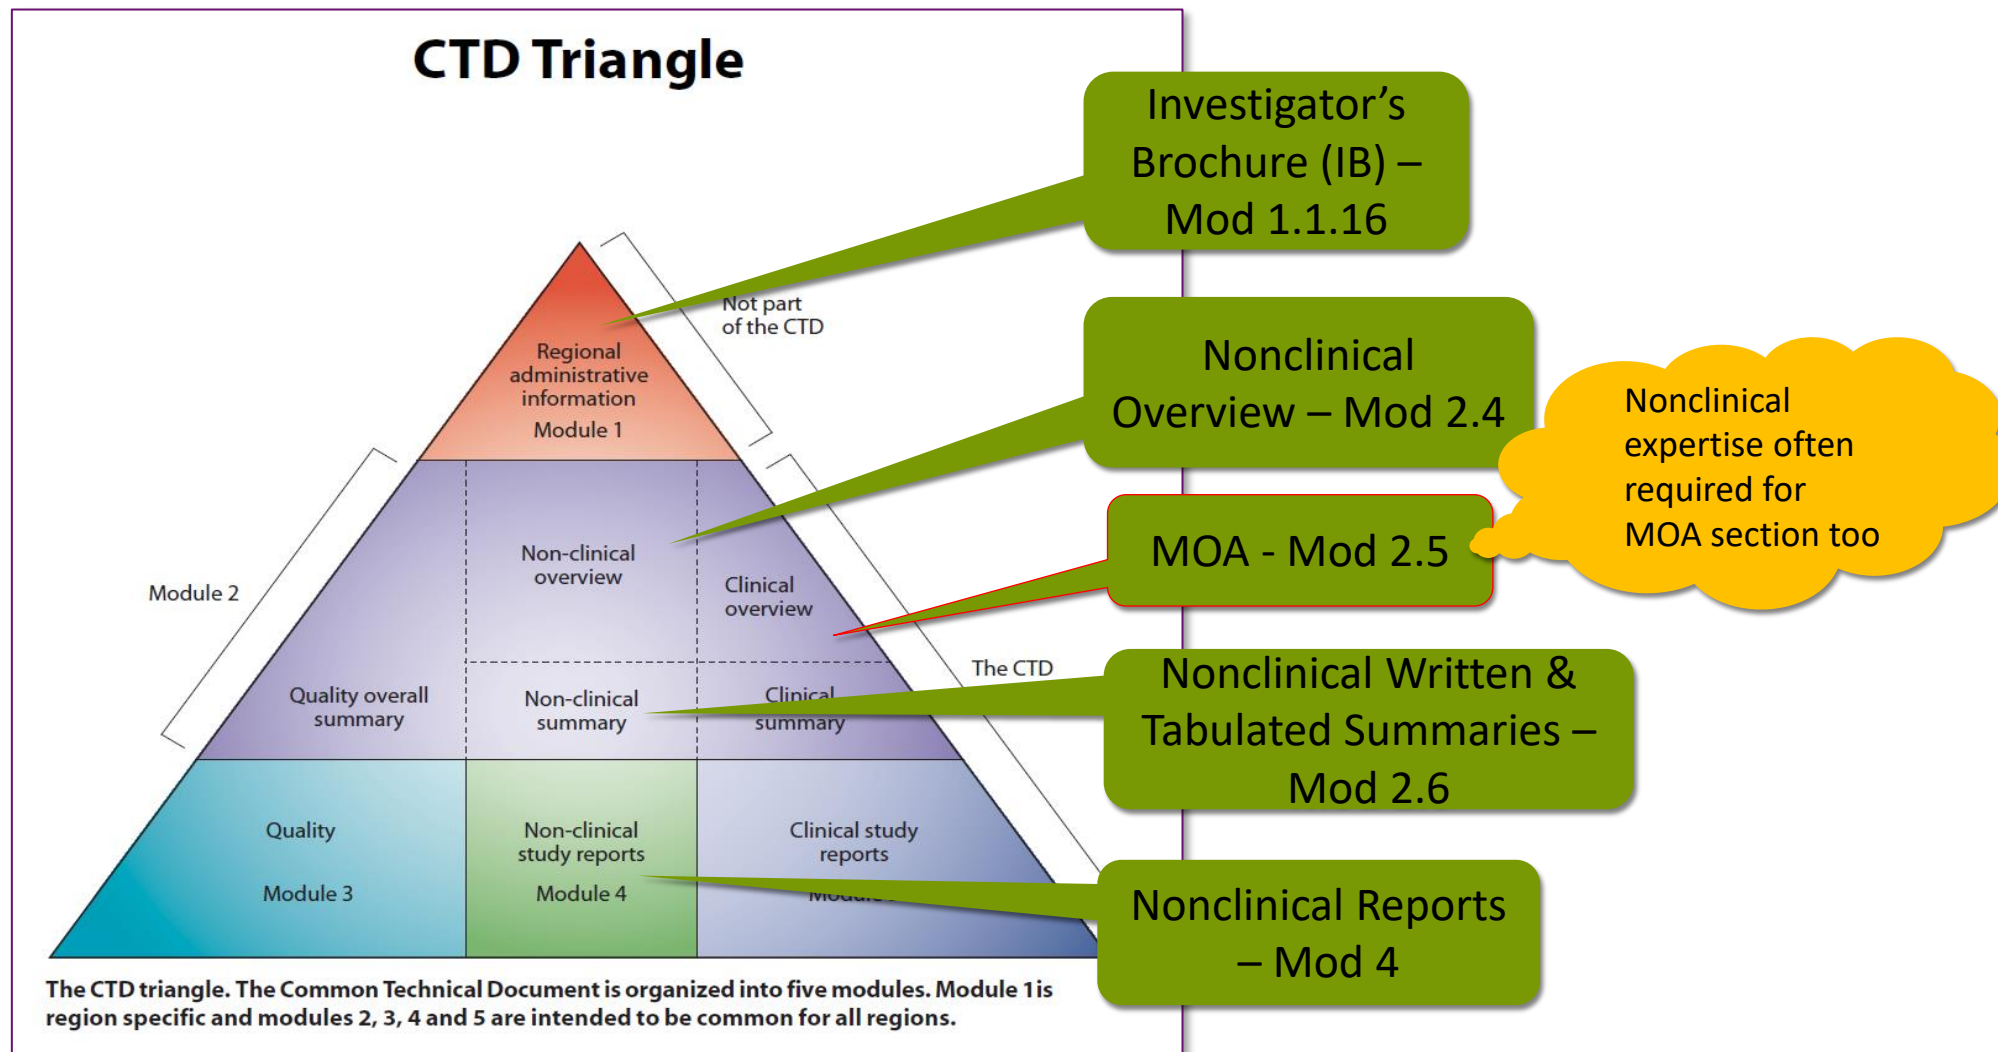 CTD Triangle
Investigator's
Brochure (IB) –
Mod 1.1.16
Not part
of the CTD
Regional
administrative
information
Module 1
Nonclinical
Overview – Mod 2.4
Nonclinical
expertise often
required for
MOA section too
MOA - Mod 2.5
Module 2
Non-clinical
overview
Clinical
overview
The CTD
Quality overall
summary
Non-clinical
summary
Clinical
summary
Nonclinical Written &
Tabulated Summaries –
Mod 2.6
Quality
Module 3
Non-clinical
study reports
Module 4
Clinical study
reports
Module
Nonclinical Reports
– Mod 4
The CTD triangle. The Common Technical Document is organized into five modules. Module 1 is
region specific and modules 2, 3, 4 and 5 are intended to be common for all regions.